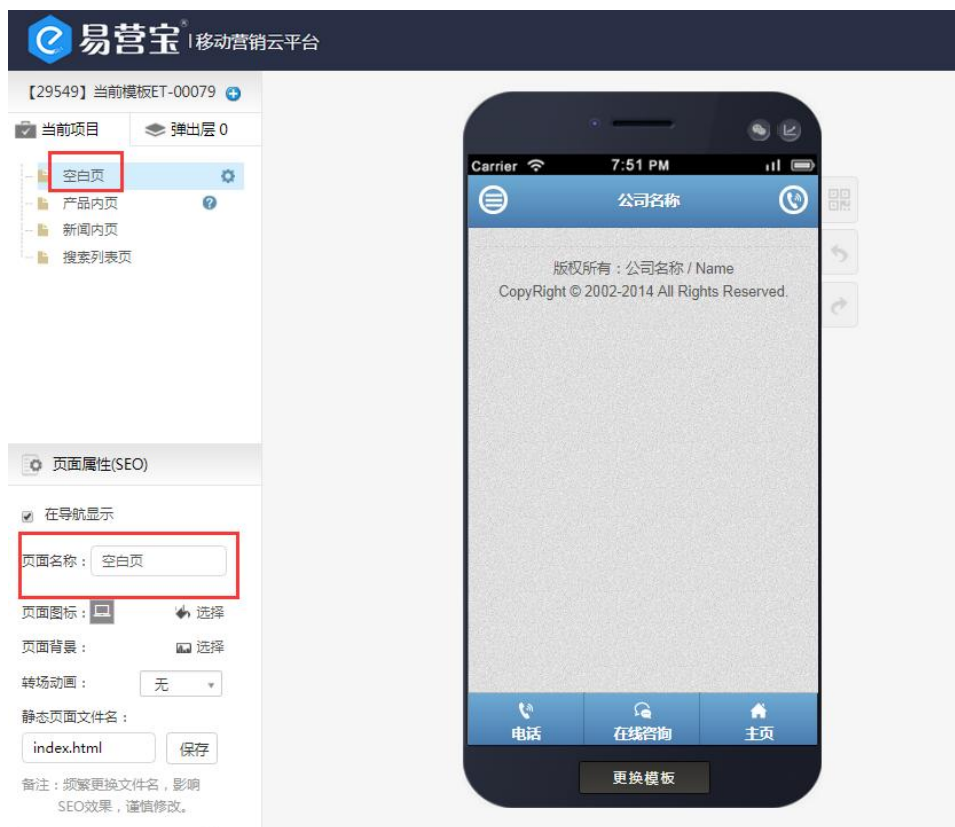 易营宝® | 移动营销云平台
【29549】当前模板ET-00079
当前项目
弹出层 0
空白页
产品内页
新闻内页
搜索列表页
页面属性(SEO)
在导航显示
页面名称：空白页
页面图标：
选择
页面背景：
选择
转场动画：
无
静态页面文件名：
index.html
保存
备注：频繁更换文件名，影响
SEO效果，谨慎修改。
Carrier
7:51 PM
公司名称
版权所有：公司名称 / Name
CopyRight © 2002-2014 All Rights Reserved.
电话
在线咨询
主页
更换模板